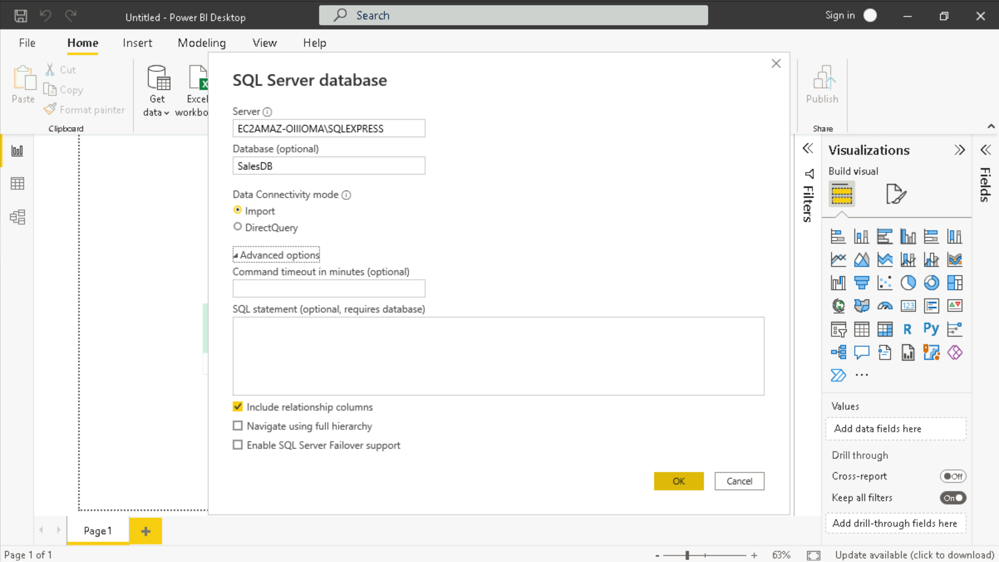 Untitled - Power BI Desktop
Search
Sign in
File
Home
Insert
Modeling
View
Help
Paste
Cut
Copy
Format painter
Clipboard
Get
data
Excel
workbo
Publish
Share
SQL Server database
Server
EC2AMAZ-OIIIOMA\SQLEXPRESS
Database (optional)
SalesDB
Data Connectivity mode
Import
DirectQuery
Advanced options
Command timeout in minutes (optional)
SQL statement (optional, requires database)
Include relationship columns
Navigate using full hierarchy
Enable SQL Server Failover support
OK
Cancel
Filters
Visualizations
Build visual
123
R
Py
Values
Add data fields here
Drill through
Cross-report
Off
Keep all filters
On
Add drill-through fields here
Fields
Page 1
Page 1 of 1
- +
63%
Update available (click to download)